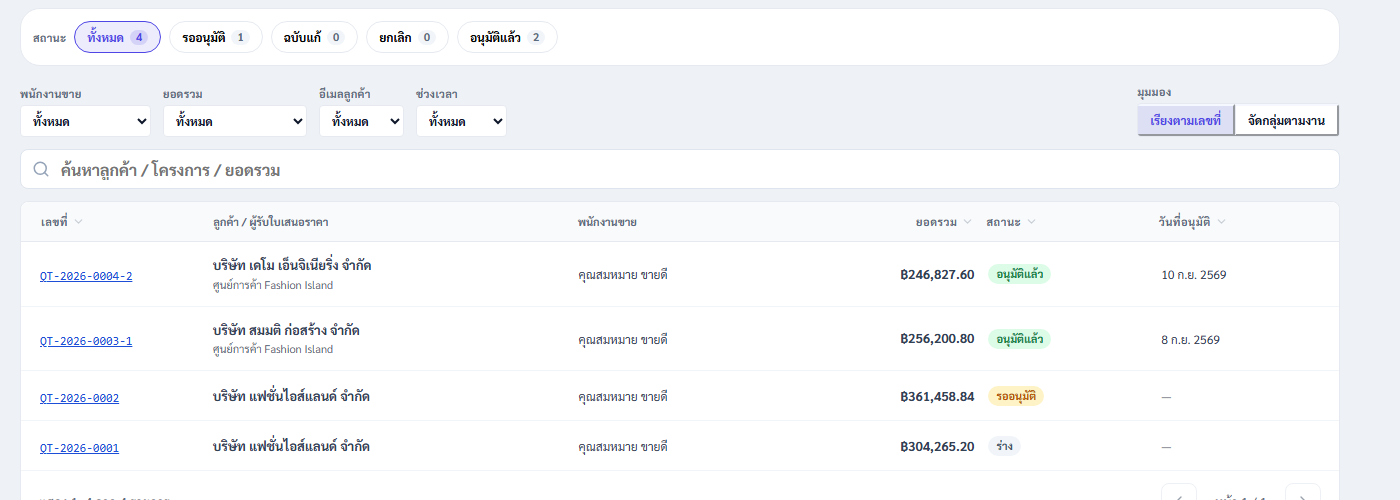 สถานะ ทั้งหมด 4 รออนุมัติ 1 ฉบับแก้ 0 ยกเลิก 0 อนุมัติแล้ว 2
พนักงานขาย ยอดรวม อีเมลลูกค้า ช่วงเวลา มุมมอง
ทั้งหมด ทั้งหมด ทั้งหมด ทั้งหมด เรียงตามเลขที่ จัดกลุ่มตามงาน
ค้นหาลูกค้า / โครงการ / ยอดรวม
เลขที่ ลูกค้า / ผู้รับใบเสนอราคา พนักงานขาย ยอดรวม สถานะ วันที่อนุมัติ
QT-2026-0004-2 บริษัท เดโม เอ็นจิเนียริ่ง จำกัด คุณสมหมาย ขายดี ฿246,827.60 อนุมัติแล้ว 10 ก.ย. 2569
ศูนย์การค้า Fashion Island
QT-2026-0003-1 บริษัท สมมติ ก่อสร้าง จำกัด คุณสมหมาย ขายดี ฿256,200.80 อนุมัติแล้ว 8 ก.ย. 2569
ศูนย์การค้า Fashion Island
QT-2026-0002 บริษัท แฟชั่นไอส์แลนด์ จำกัด คุณสมหมาย ขายดี ฿361,458.84 รออนุมัติ —
QT-2026-0001 บริษัท แฟชั่นไอส์แลนด์ จำกัด คุณสมหมาย ขายดี ฿304,265.20 ร่าง —